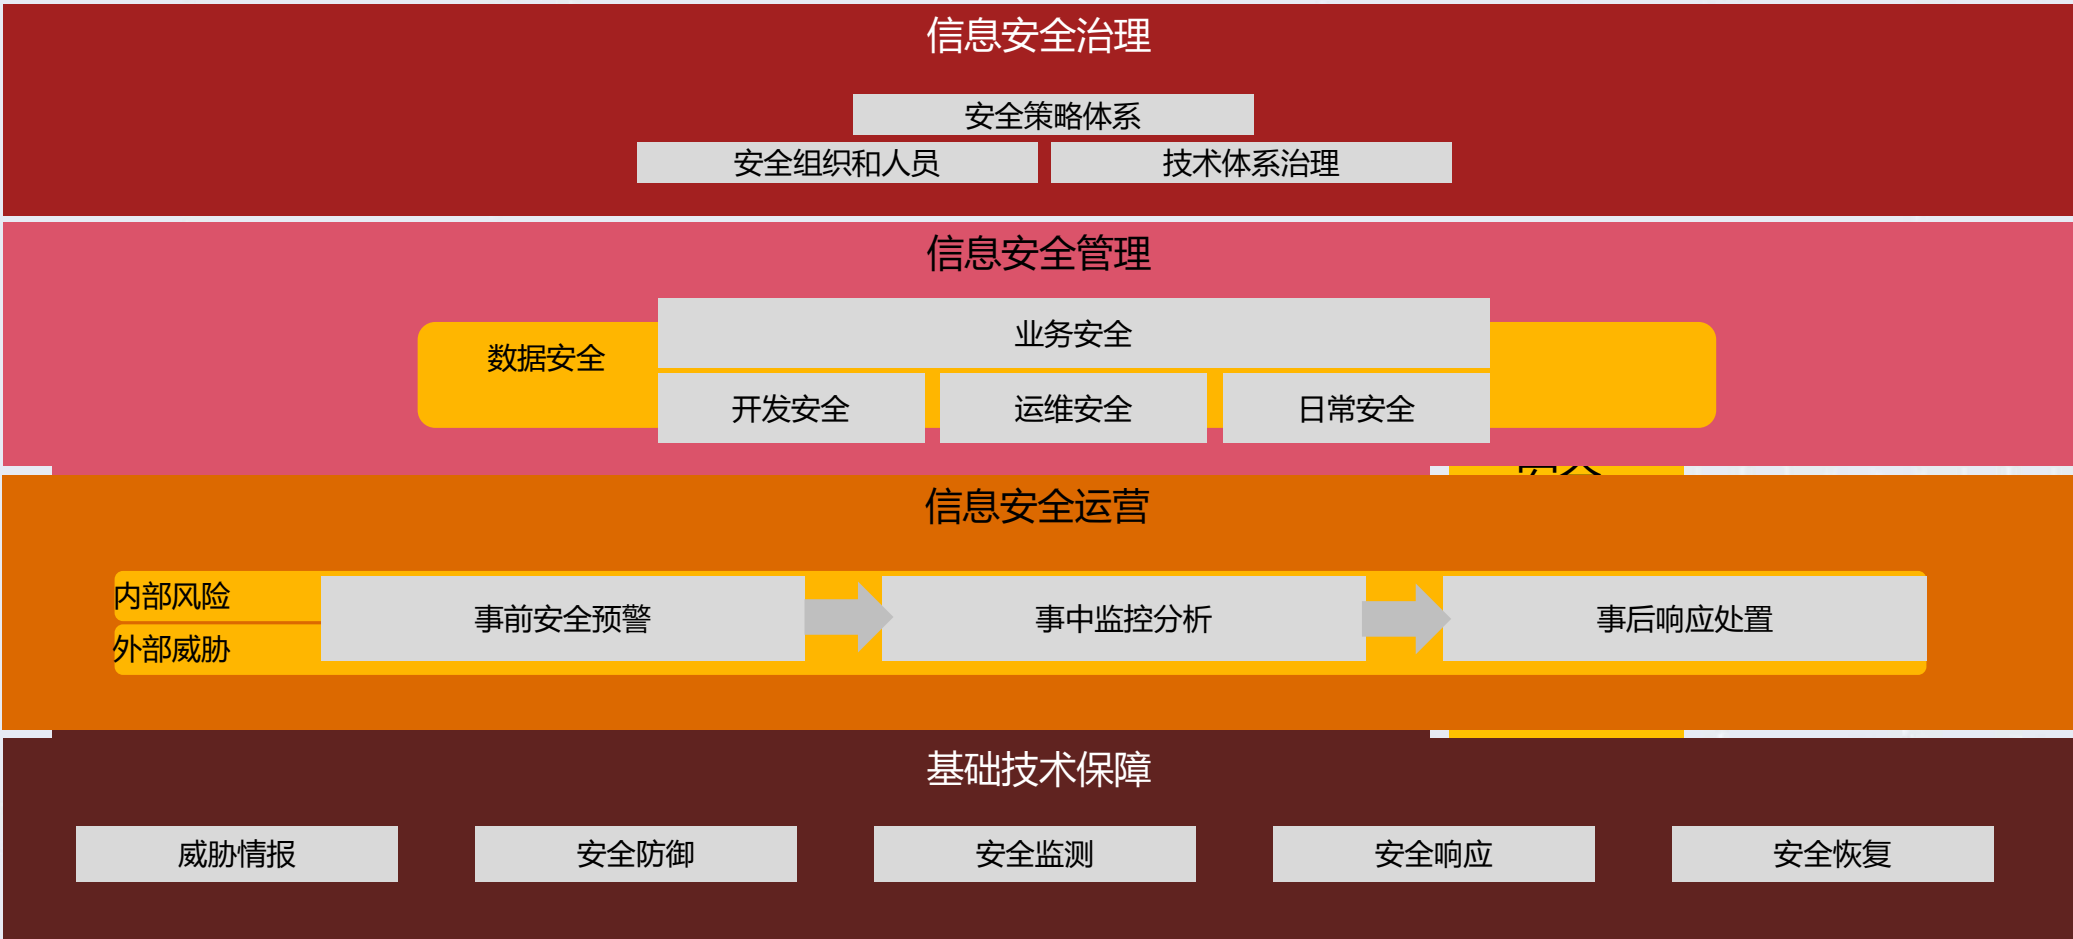 信息安全治理
安全策略体系
安全组织和人员
技术体系治理
信息安全管理
业务安全
数据安全
开发安全
运维安全
日常安全
信息安全运营
内部风险
外部威胁
事前安全预警
事中监控分析
事后响应处置
基础技术保障
威胁情报
安全防御
安全监测
安全响应
安全恢复